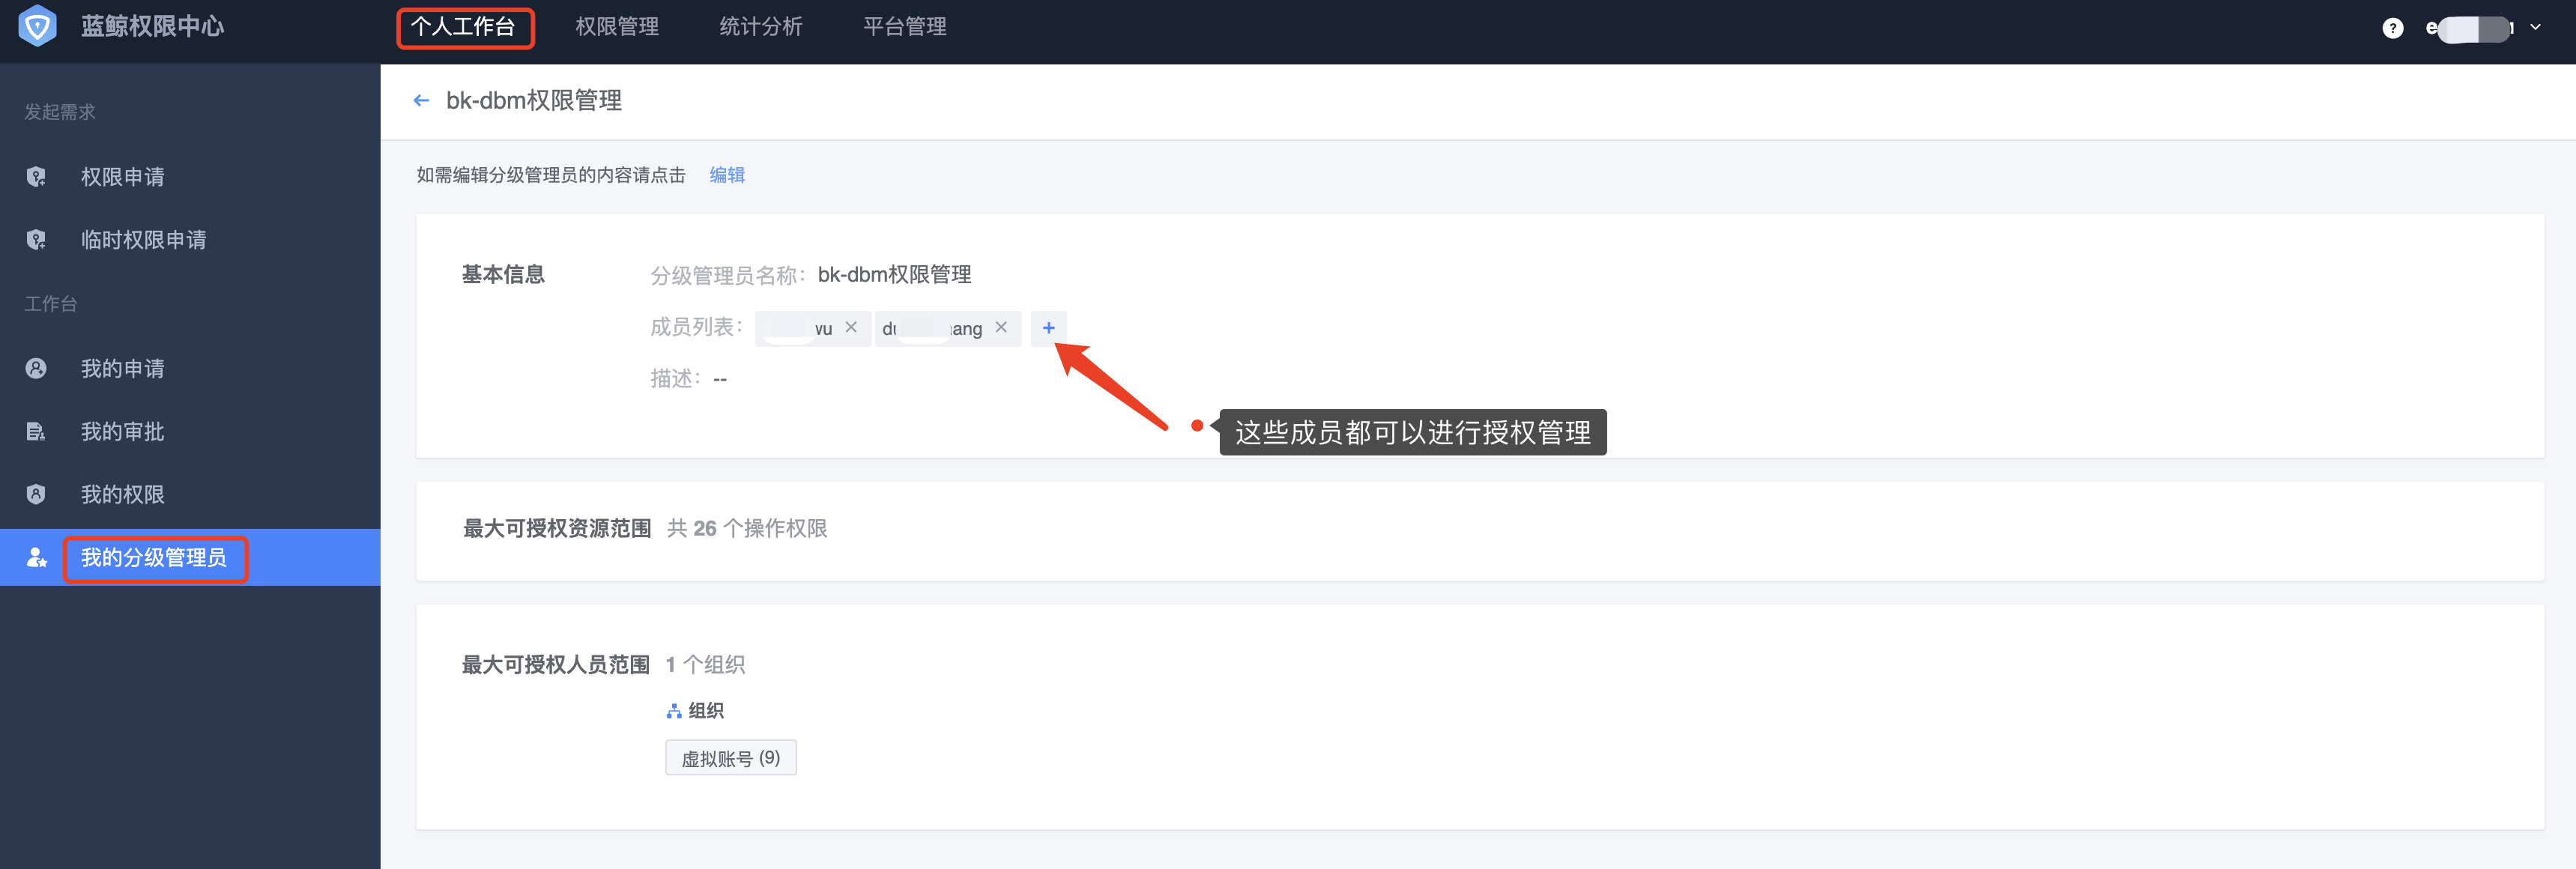 蓝鲸权限中心
个人工作台 权限管理 统计分析 平台管理
?
发起需求
权限申请
临时权限申请
工作台
我的申请
我的审批
我的权限
我的分级管理员
bk-dbm权限管理
如需编辑分级管理员的内容请点击 编辑
基本信息
分级管理员名称： bk-dbm权限管理
成员列表：
描述： --
这些成员都可以进行授权管理
最大可授权资源范围 共 26 个操作权限
最大可授权人员范围 1 个组织
组织
虚拟账号 (9)